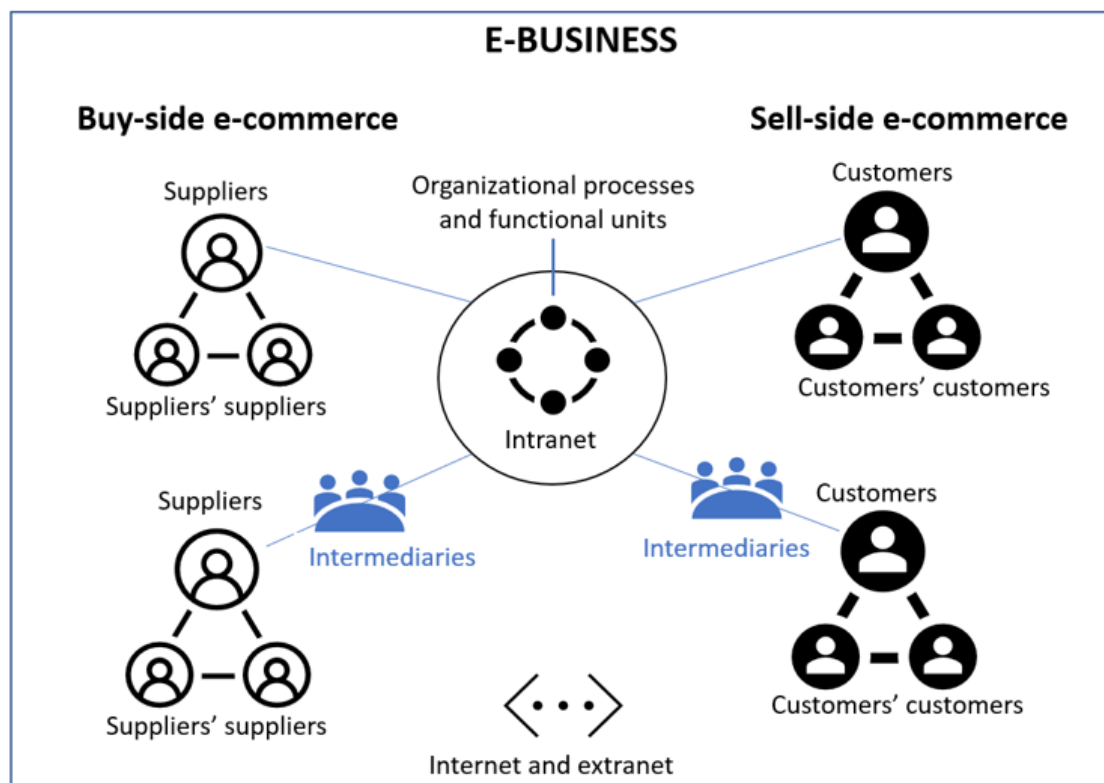 E-BUSINESS
Buy-side e-commerce
Sell-side e-commerce
Suppliers
Organizational processes
and functional units
Customers
Suppliers’ suppliers
Intranet
Customers’ customers
Suppliers
Intermediaries
Intermediaries
Customers
Suppliers’ suppliers
Customers’ customers
Internet and extranet